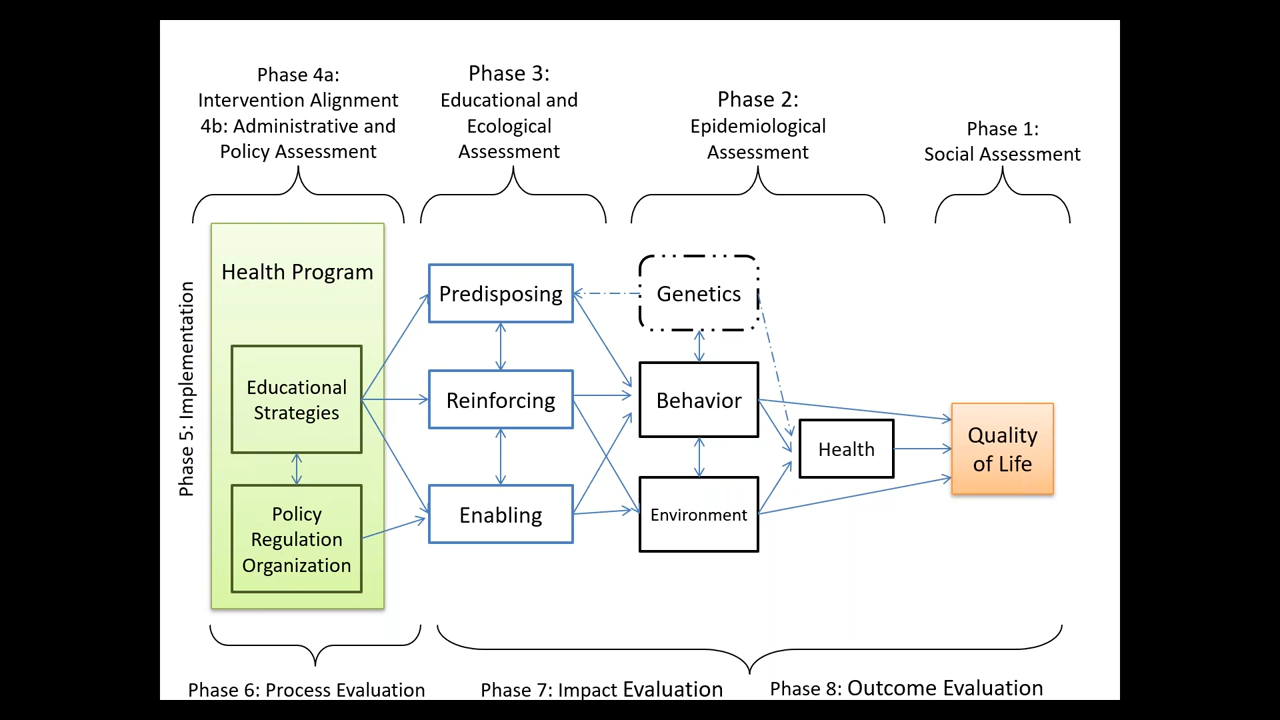 Phase 4a:
Intervention Alignment
4b: Administrative and
Policy Assessment
Phase 3:
Educational and
Ecological
Assessment
Phase 2:
Epidemiological
Assessment
Phase 1:
Social Assessment
Phase 5: Implementation
Health Program
Educational
Strategies
Policy
Regulation
Organization
Predisposing
Reinforcing
Enabling
Genetics
Behavior
Environment
Health
Quality
of Life
Phase 6: Process Evaluation
Phase 7: Impact Evaluation
Phase 8: Outcome Evaluation